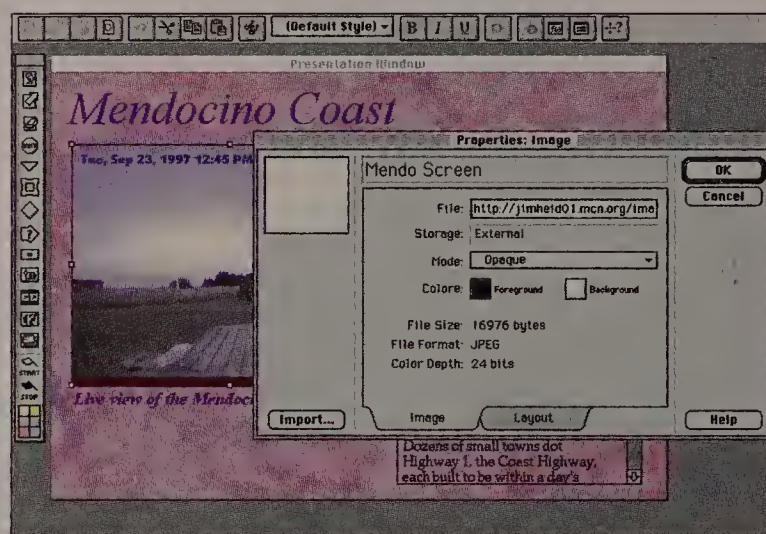 (Default Style)
B I U
Presentation Window
Mendocino Coast
Tue, Sep 23, 1997 12:45 PM
Live view of the Mendoci
START
STOP
Properties: Image
Mendo Screen
File: http://jimheid01.mcn.org/ima
Storage: External
Mode: Opaque
Colors: Foreground Background
File Size: 16976 bytes
File Format: JPEG
Color Depth: 24 bits
Image Layout
Import...
OK
Cancel
Help
Dozens of small towns dot
Highway 1, the Coast Highway,
each built to be within a day's